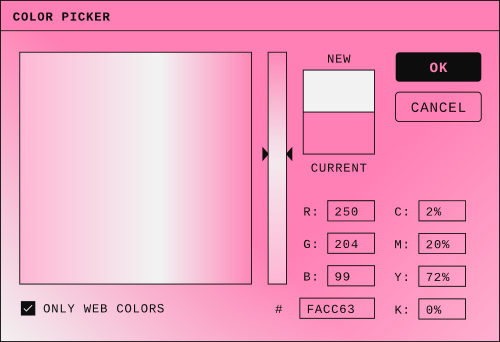 COLOR PICKER
NEW
OK
CANCEL
CURRENT
R: 250 C: 2%
G: 204 M: 20%
B: 99 Y: 72%
ONLY WEB COLORS # FACC63 K: 0%